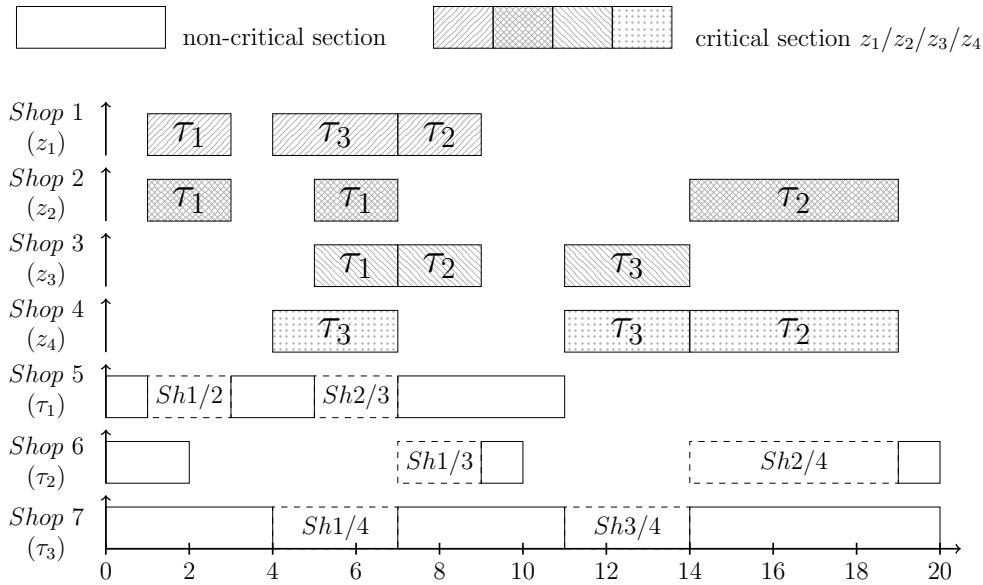 non-critical section
critical section z₁/z₂/z₃/z₄
Shop 1
(z₁)
τ₁ τ₃ τ₂
Shop 2
(z₂)
τ₁ τ₁ τ₂
Shop 3
(z₃)
τ₁ τ₂ τ₃
Shop 4
(z₄)
τ₃ τ₃ τ₂
Shop 5
(τ₁)
Sh1/2 Sh2/3
Shop 6
(τ₂)
Sh1/3 Sh2/4
Shop 7
(τ₃)
Sh1/4 Sh3/4
0 2 4 6 8 10 12 14 16 18 20